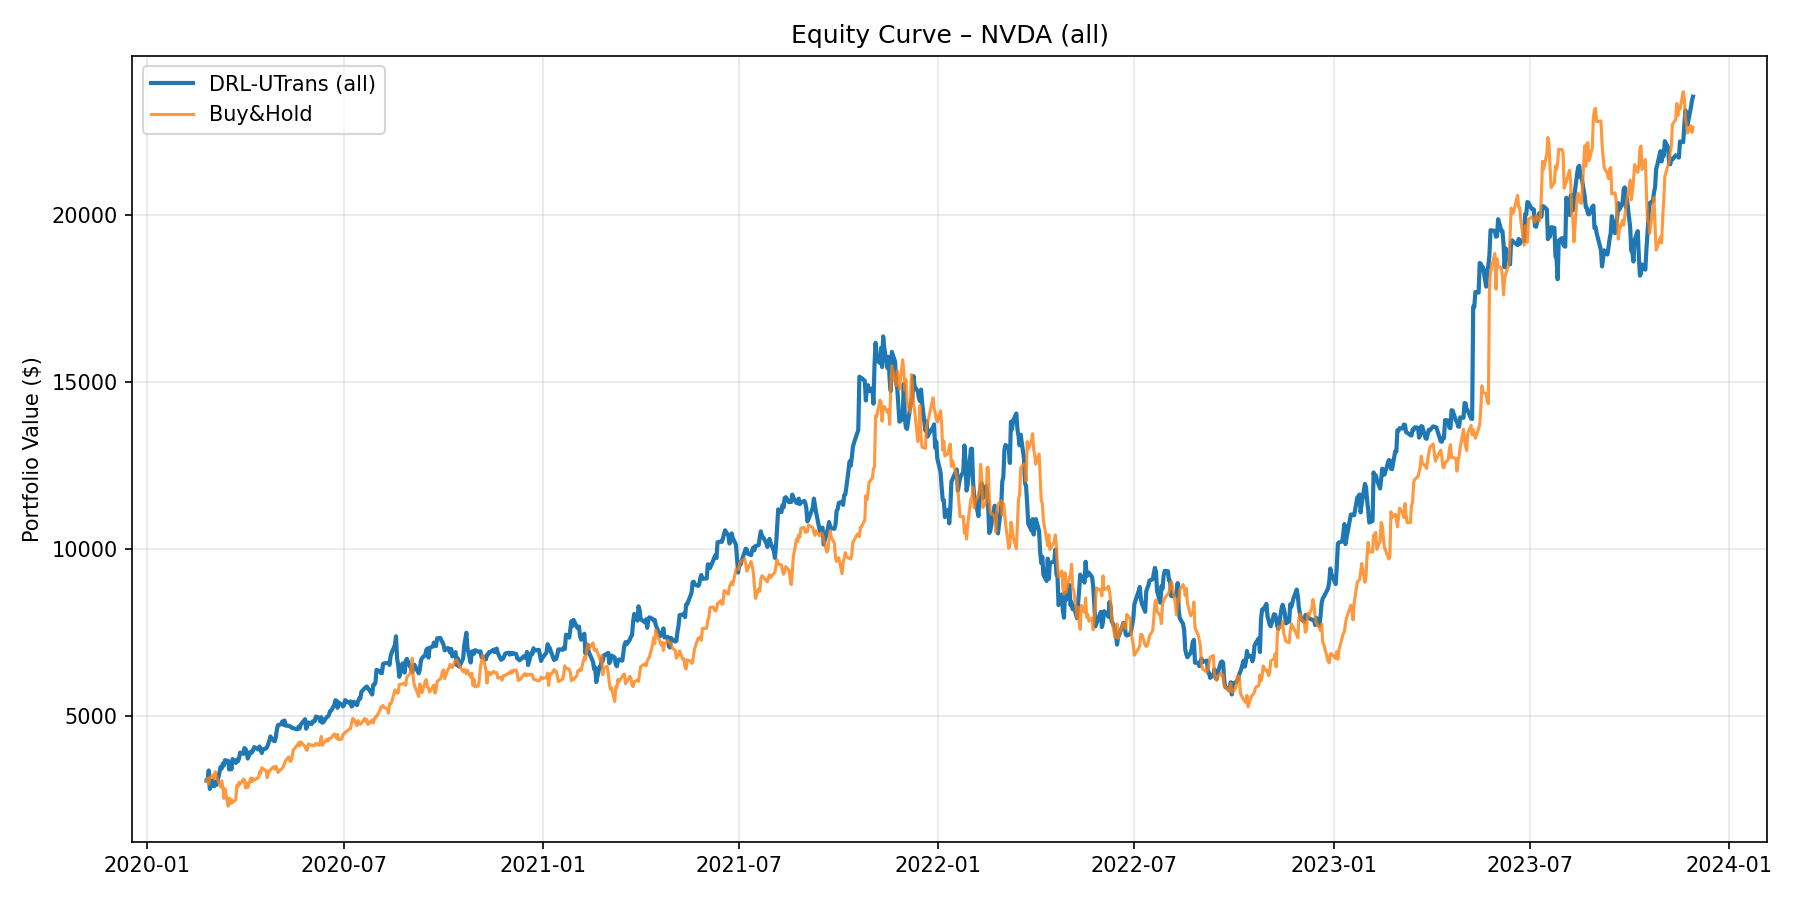 Equity Curve – NVDA (all)
DRL-UTrans (all)
Buy&Hold
Portfolio Value ($)
20000
15000
10000
5000
2020-01 2020-07 2021-01 2021-07 2022-01 2022-07 2023-01 2023-07 2024-01